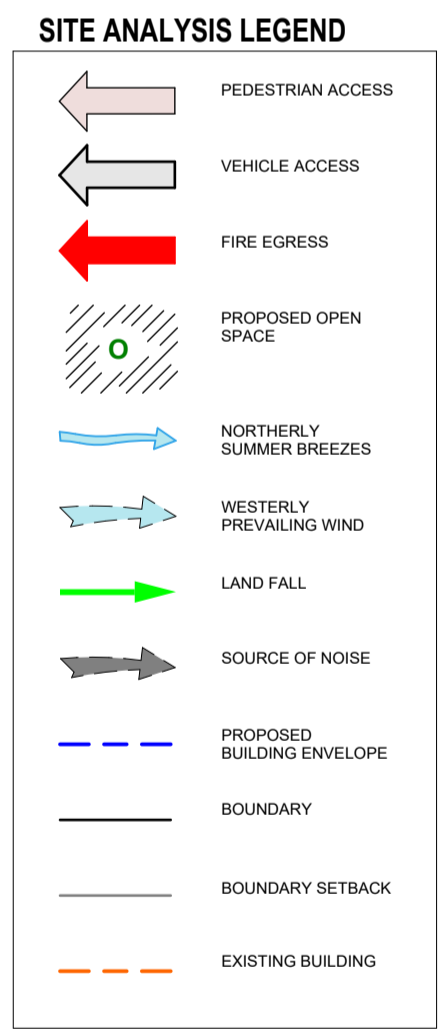 SITE ANALYSIS LEGEND
PEDESTRIAN ACCESS
VEHICLE ACCESS
FIRE EGRESS
PROPOSED OPEN
SPACE
O
NORTHERLY
SUMMER BREEZES
WESTERLY
PREVAILING WIND
LAND FALL
SOURCE OF NOISE
PROPOSED
BUILDING ENVELOPE
BOUNDARY
BOUNDARY SETBACK
EXISTING BUILDING